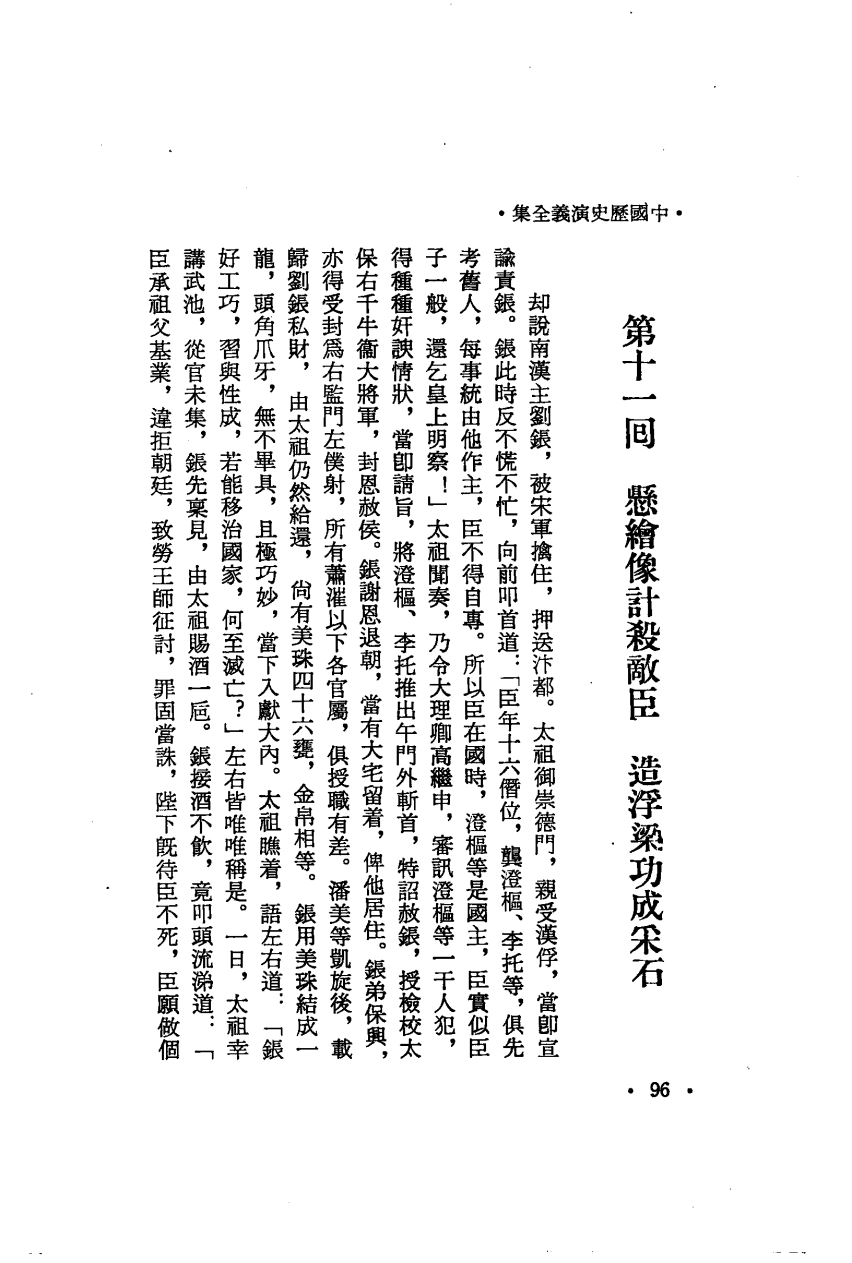 •中國歷史演義全集•
第十一回　懸繪像計殺敵臣　造浮梁功成采石
却說南漢主劉鋹，被宋軍擒住，押送汴都。太祖御崇德門，親受漢俘，當卽宣
諭責鋹。鋹此時反不慌不忙，向前叩首道：「臣年十六僭位，龔澄樞、李托等，俱先
考舊人，每事統由他作主，臣不得自專。所以臣在國時，澄樞等是國主，臣實似臣
子一般，還乞皇上明察！」太祖聞奏，乃令大理卿高繼申，審訊澄樞等一干人犯，
得種種奸諛情狀，當卽請旨，將澄樞、李托推出午門外斬首，特詔赦鋹，授檢校太
保右千牛衞大將軍，封恩赦侯。鋹謝恩退朝，當有大宅留着，俾他居住。鋹弟保興，
亦得受封爲右監門左僕射，所有蕭漼以下各官屬，俱授職有差。潘美等凱旋後，載
歸劉鋹私財，由太祖仍然給還，尙有美珠四十六甕，金帛相等。鋹用美珠結成一
龍，頭角爪牙，無不畢具，且極巧妙，當下入獻大內。太祖瞧着，語左右道：「鋹
好工巧，習與性成，若能移治國家，何至滅亡？」左右皆唯唯稱是。一日，太祖幸
講武池，從官未集，鋹先稟見，由太祖賜酒一巵。鋹接酒不飮，竟叩頭流涕道：「
臣承祖父基業，違拒朝廷，致勞王師征討，罪固當誅，陛下旣待臣不死，臣願做個
• 96 •